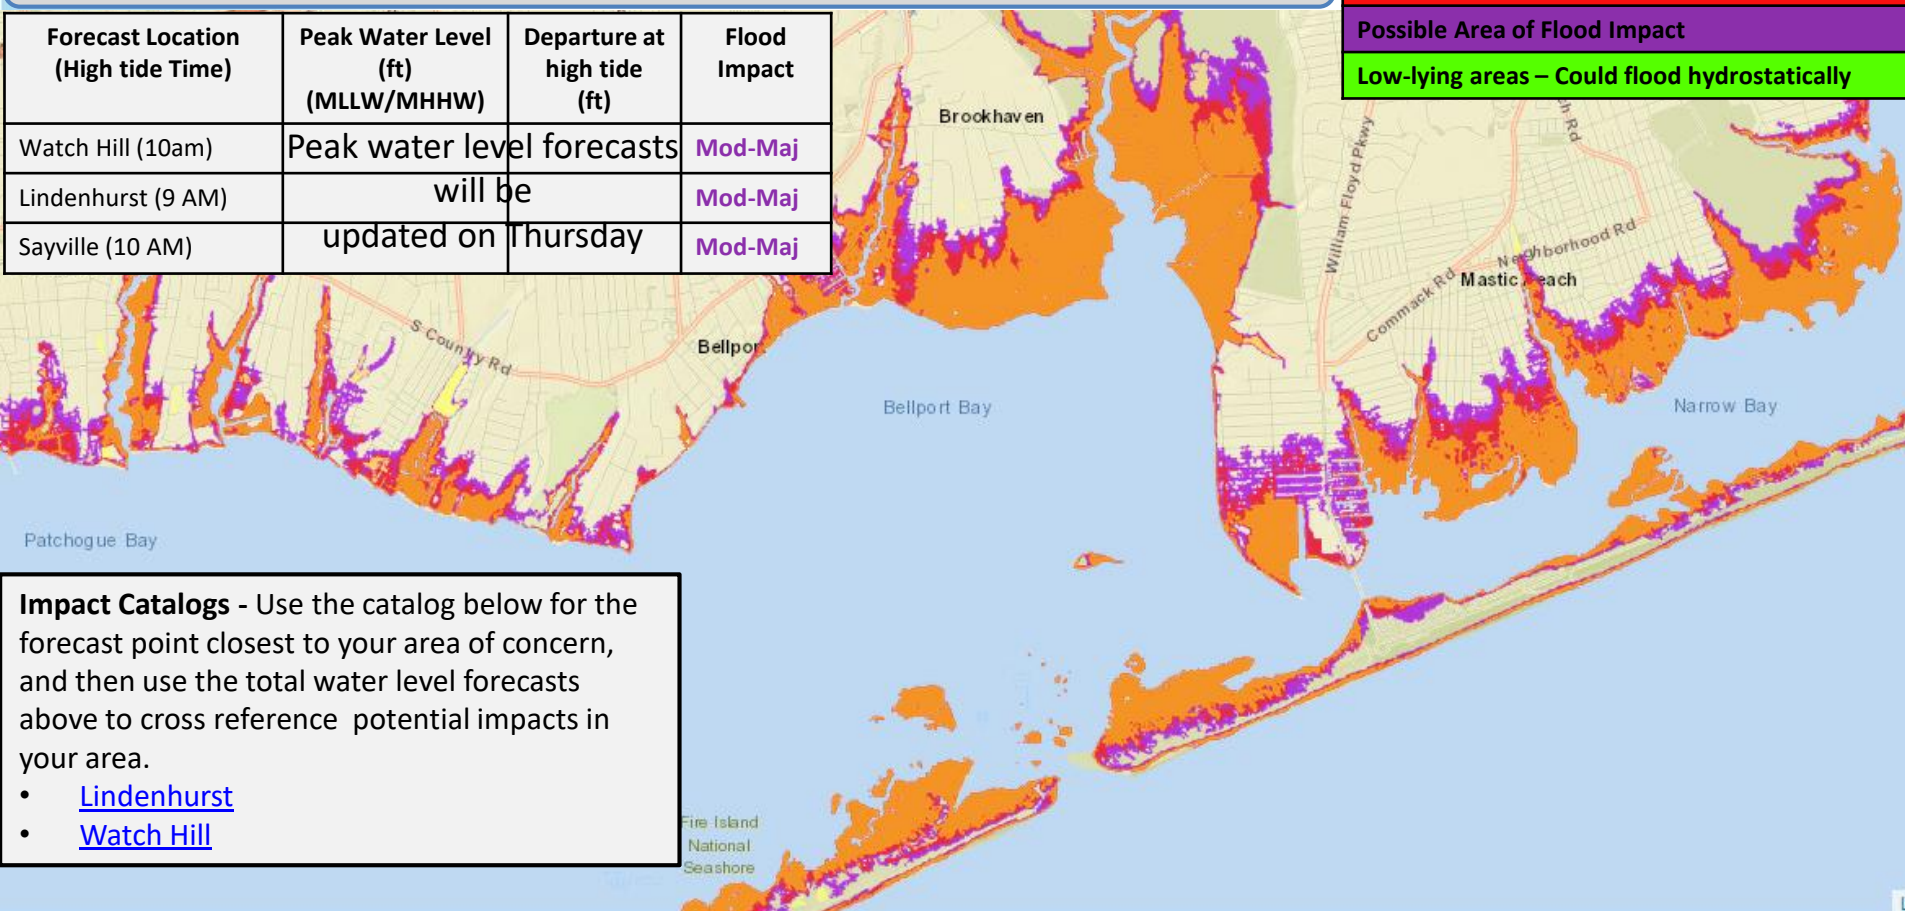 Forecast Location
(High tide Time)
Peak Water Level
(ft)
(MLLW/MHHW)
Departure at
high tide
(ft)
Flood
Impact
Watch Hill (10am)
Mod-Maj
Lindenhurst (9 AM)
Mod-Maj
Sayville (10 AM)
Mod-Maj
Peak water level forecasts
will be
updated on Thursday
Possible Area of Flood Impact
Low-lying areas – Could flood hydrostatically
Brookhaven
William Floyd Pkwy
ch Rd
Neighborhood Rd
Commack Rd
Mastic each
S Country Rd
Bellpor
Bellport Bay
Narrow Bay
Patchogue Bay
Impact Catalogs - Use the catalog below for the
forecast point closest to your area of concern,
and then use the total water level forecasts
above to cross reference potential impacts in
your area.
• Lindenhurst
• Watch Hill
Fire Island
National
Seashore